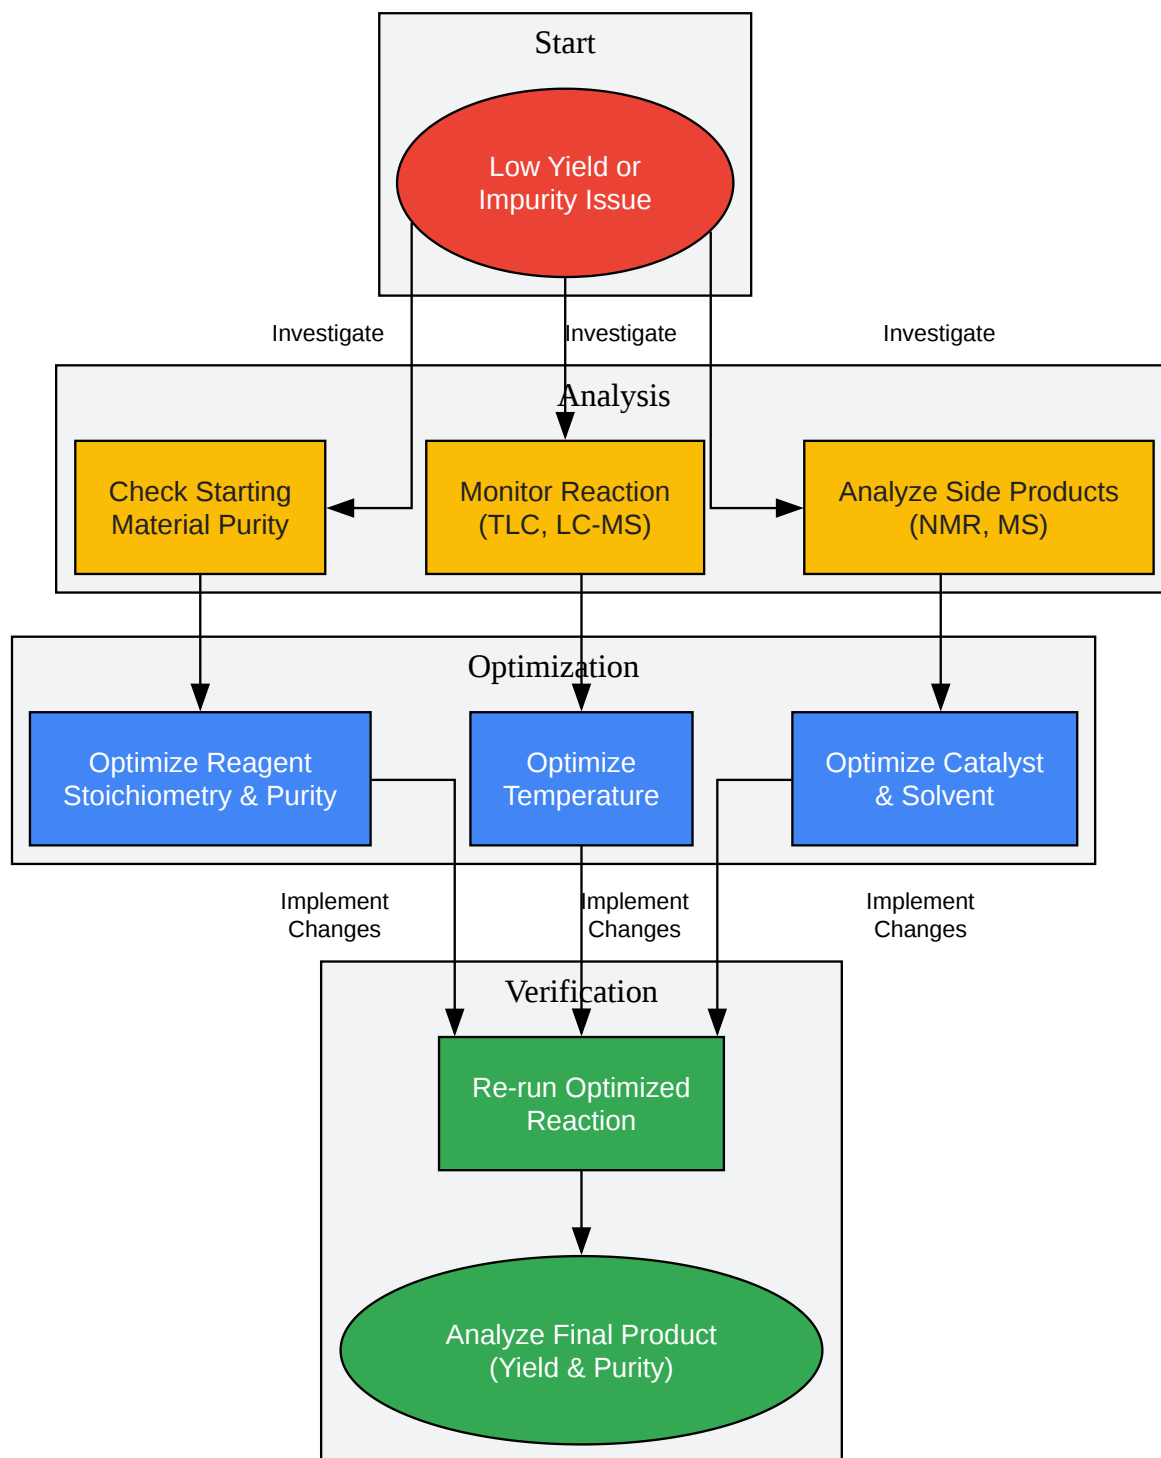 Start
Low Yield or
Impurity Issue
Investigate
Investigate
Investigate
Analysis
Check Starting
Material Purity
Monitor Reaction
(TLC, LC-MS)
Analyze Side Products
(NMR, MS)
Optimization
Optimize Reagent
Stoichiometry & Purity
Optimize
Temperature
Optimize Catalyst
& Solvent
Implement
Changes
Implement
Changes
Implement
Changes
Verification
Re-run Optimized
Reaction
Analyze Final Product
(Yield & Purity)